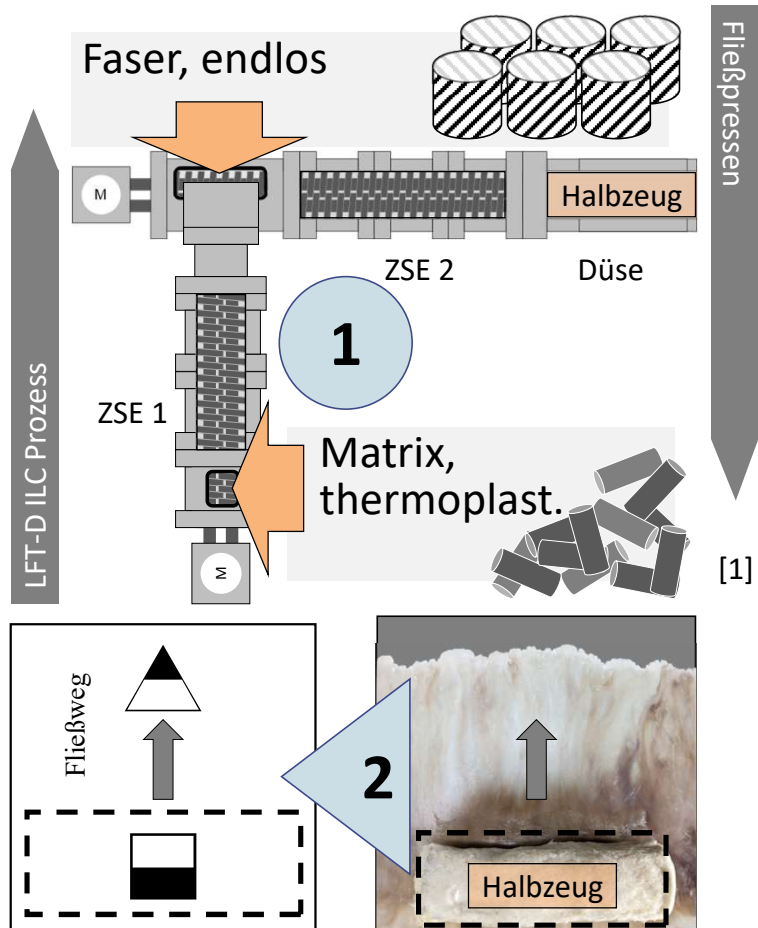 Faser, endlos
Fließpressen
M
Halbzeug
ZSE 2
Düse
1
ZSE 1
LFT-D ILC Prozess
Matrix,
thermoplast.
M
[1]
Fließweg
2
Halbzeug